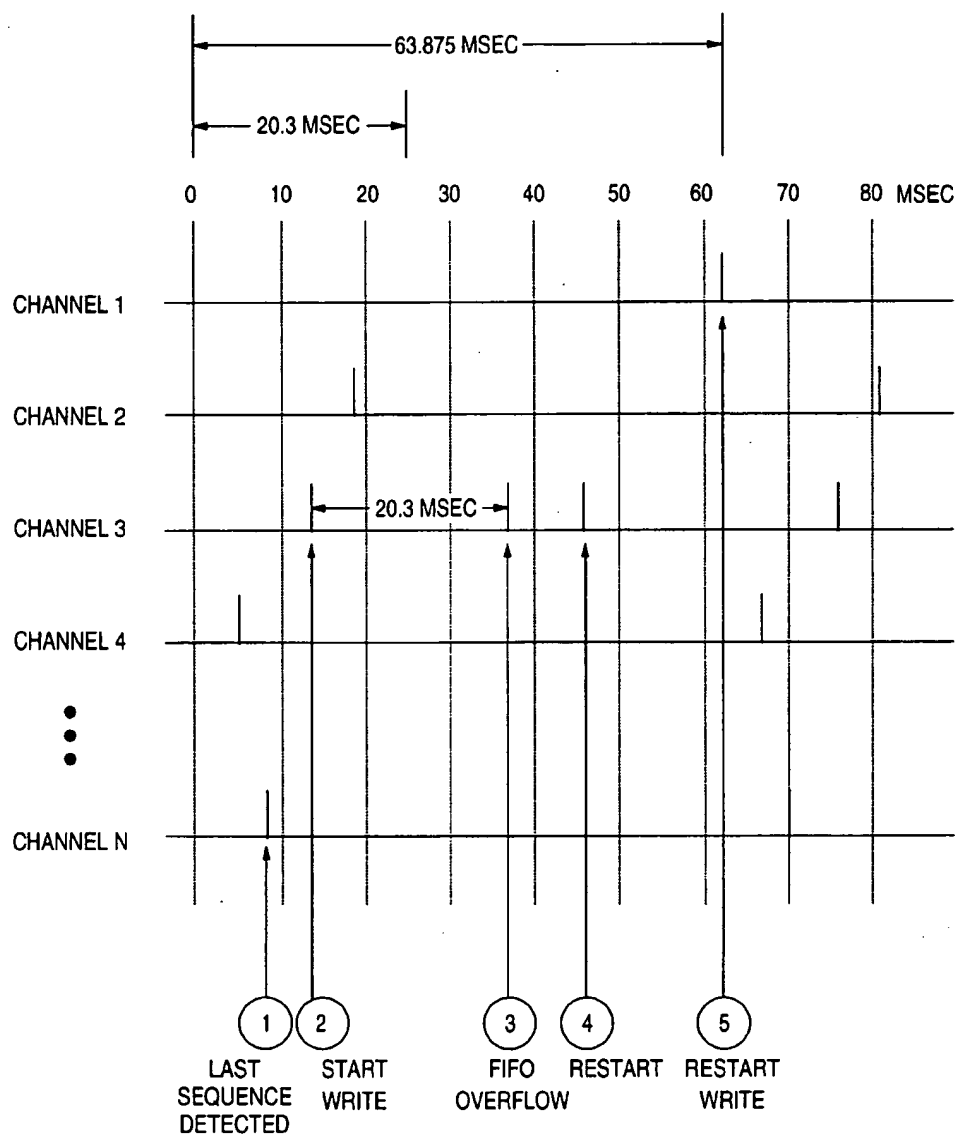 63.875 MSEC
20.3 MSEC
0 10 20 30 40 50 60 70 80 MSEC
CHANNEL 1
CHANNEL 2
CHANNEL 3
20.3 MSEC
CHANNEL 4
CHANNEL N
1 2 3 4 5
LAST SEQUENCE DETECTED
START WRITE
FIFO OVERFLOW
RESTART
RESTART WRITE